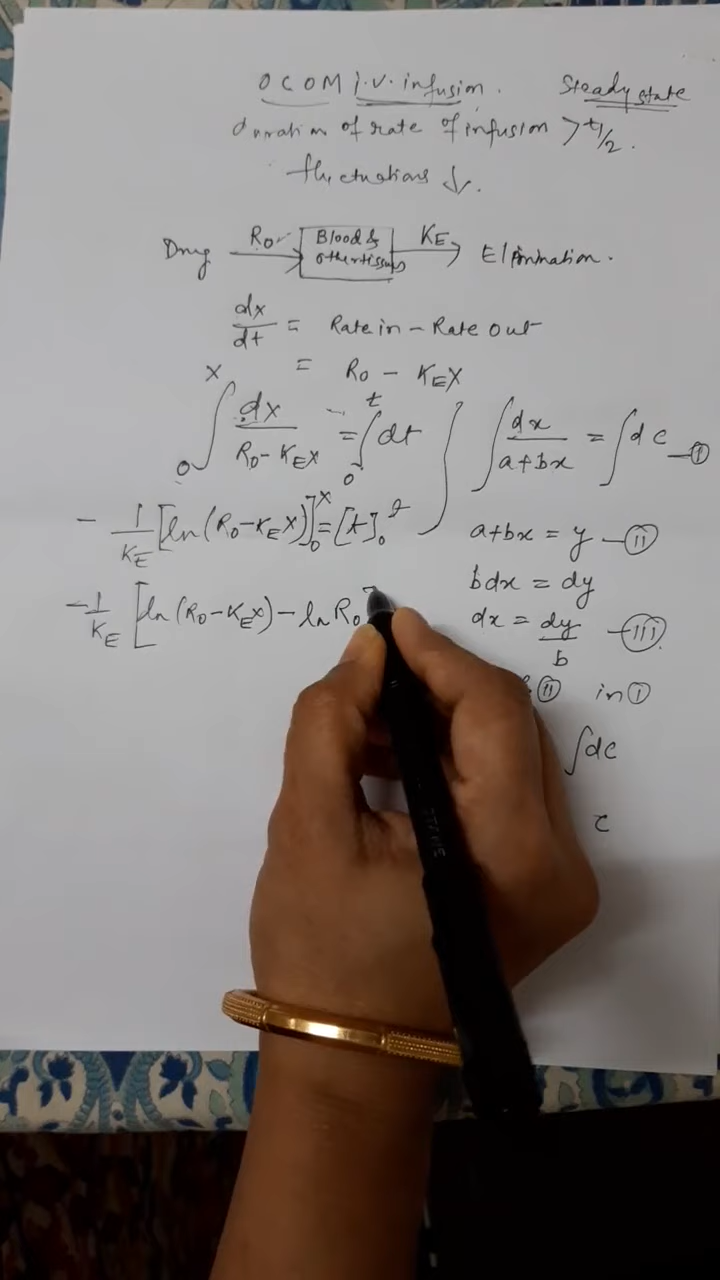 OCOM i.v. infusion. Steady state
duration of rate of infusion > t1/2.
fluctuations ↓.
Drug R0 → Blood & other tissues KE → Elimination.
dx/dt = Rate in - Rate out
= R0 - KEX
∫₀ˣ dx/(R0 - KEX) = ∫₀ᵗ dt
- 1/KE [ln (R0 - KEX)]₀ˣ = [t]₀ᵗ
- 1/KE [ln (R0 - KEX) - ln R0]
∫ dx/(a+bx) = ∫ dc — Ⓘ
a+bx = y — Ⓘ Ⓘ
bdx = dy
dx = dy/b — III
II in I
∫dc
c